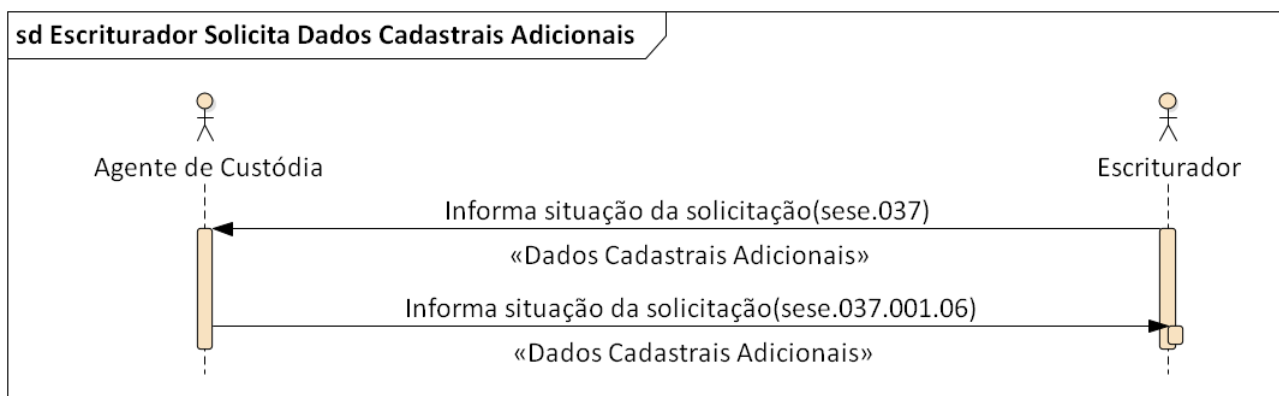 sd Escriturador Solicita Dados Cadastrais Adicionais
Agente de Custódia
Escriturador
Informa situação da solicitação(sese.037)
«Dados Cadastrais Adicionais»
Informa situação da solicitação(sese.037.001.06)
«Dados Cadastrais Adicionais»